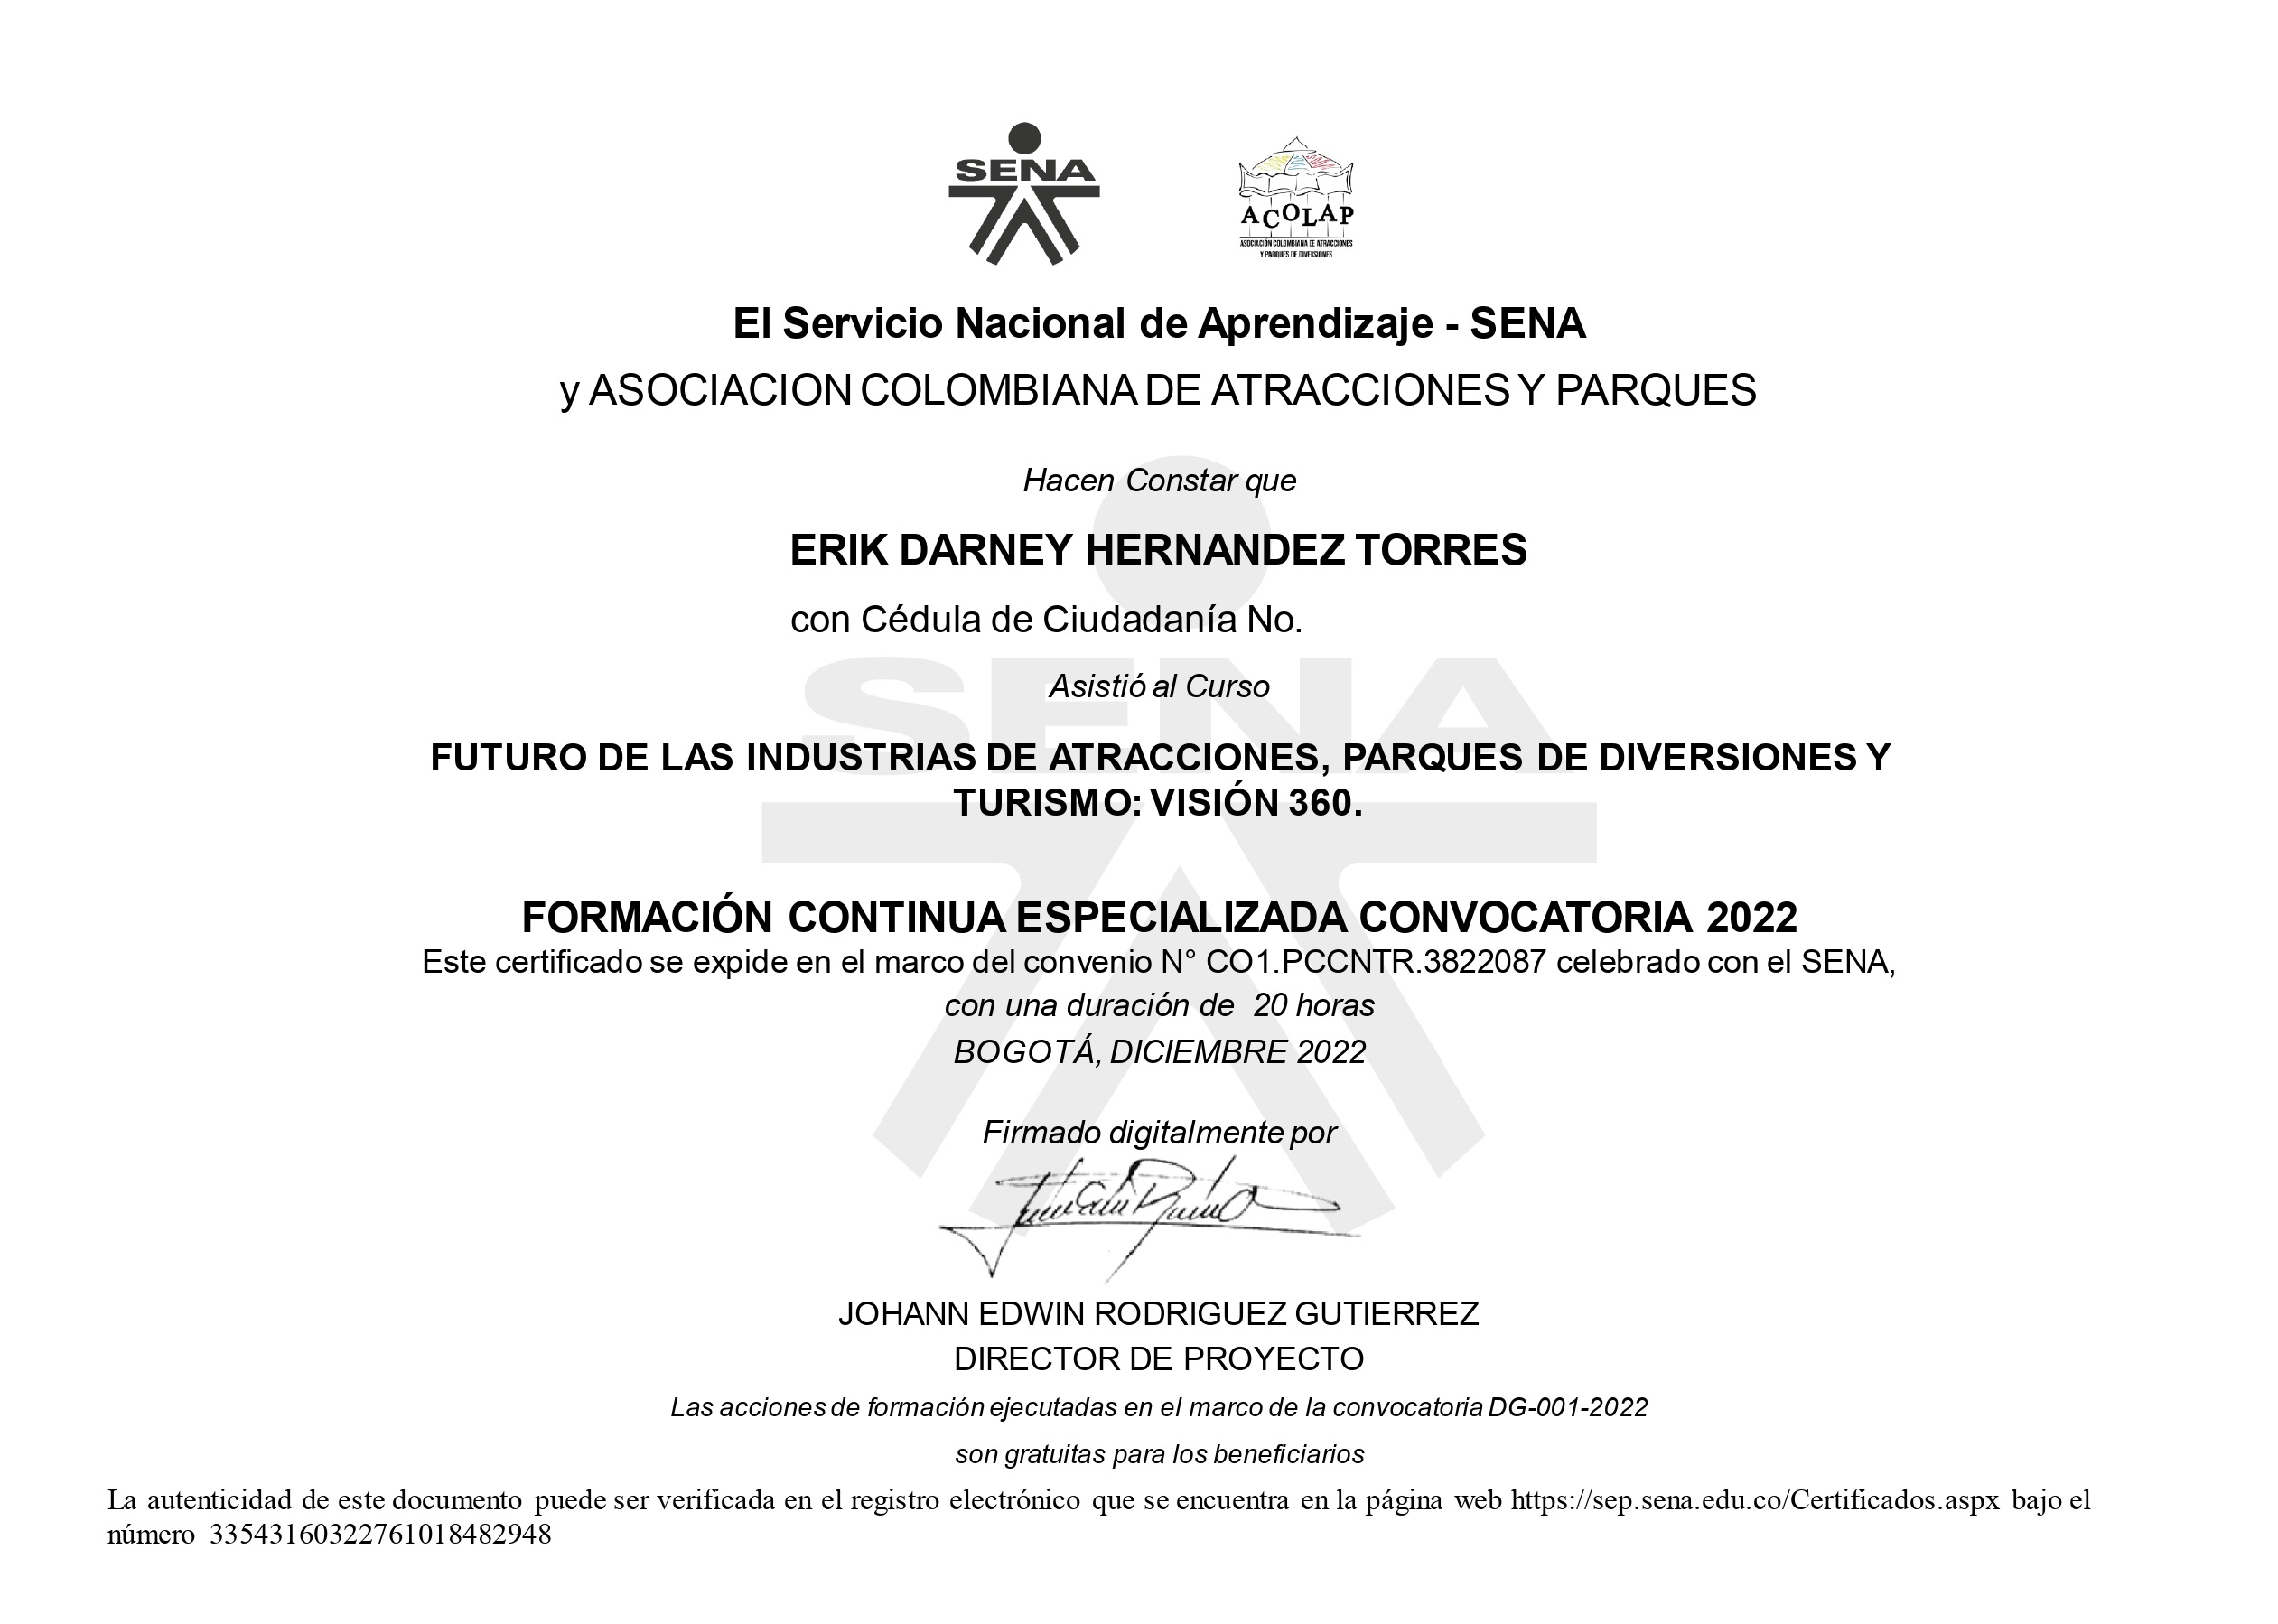 SENA
ACOLAP
ASOCIACIÓN COLOMBIANA DE ATRACCIONES
Y PARQUES DE DIVERSIONES
El Servicio Nacional de Aprendizaje - SENA
y ASOCIACION COLOMBIANA DE ATRACCIONES Y PARQUES
Hacen Constar que
ERIK DARNEY HERNANDEZ TORRES
con Cédula de Ciudadanía No.
SENA
Asistió al Curso
FUTURO DE LAS INDUSTRIAS DE ATRACCIONES, PARQUES DE DIVERSIONES Y
TURISMO: VISIÓN 360.
FORMACIÓN CONTINUA ESPECIALIZADA CONVOCATORIA 2022
Este certificado se expide en el marco del convenio N° CO1.PCCNTR.3822087 celebrado con el SENA,
con una duración de 20 horas
BOGOTÁ, DICIEMBRE 2022
Firmado digitalmente por
JOHANN EDWIN RODRIGUEZ GUTIERREZ
DIRECTOR DE PROYECTO
Las acciones de formación ejecutadas en el marco de la convocatoria DG-001-2022
son gratuitas para los beneficiarios
La autenticidad de este documento puede ser verificada en el registro electrónico que se encuentra en la página web https://sep.sena.edu.co/Certificados.aspx bajo el
número 33543160322761018482948